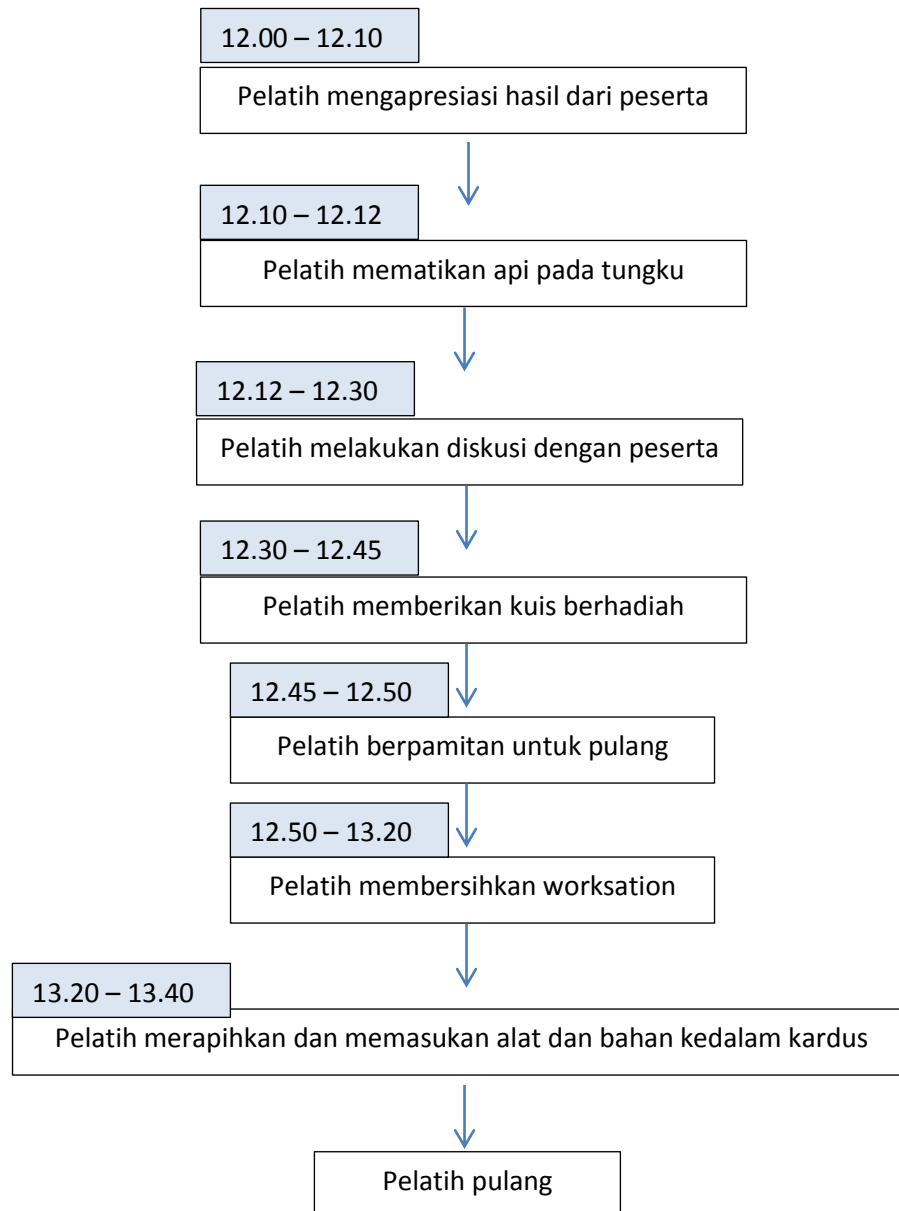 12.00 – 12.10
Pelatih mengapresiasi hasil dari peserta
12.10 – 12.12
Pelatih mematikan api pada tungku
12.12 – 12.30
Pelatih melakukan diskusi dengan peserta
12.30 – 12.45
Pelatih memberikan kuis berhadiah
12.45 – 12.50
Pelatih berpamitan untuk pulang
12.50 – 13.20
Pelatih membersihkan worksation
13.20 – 13.40
Pelatih merapihkan dan memasukan alat dan bahan kedalam kardus
Pelatih pulang